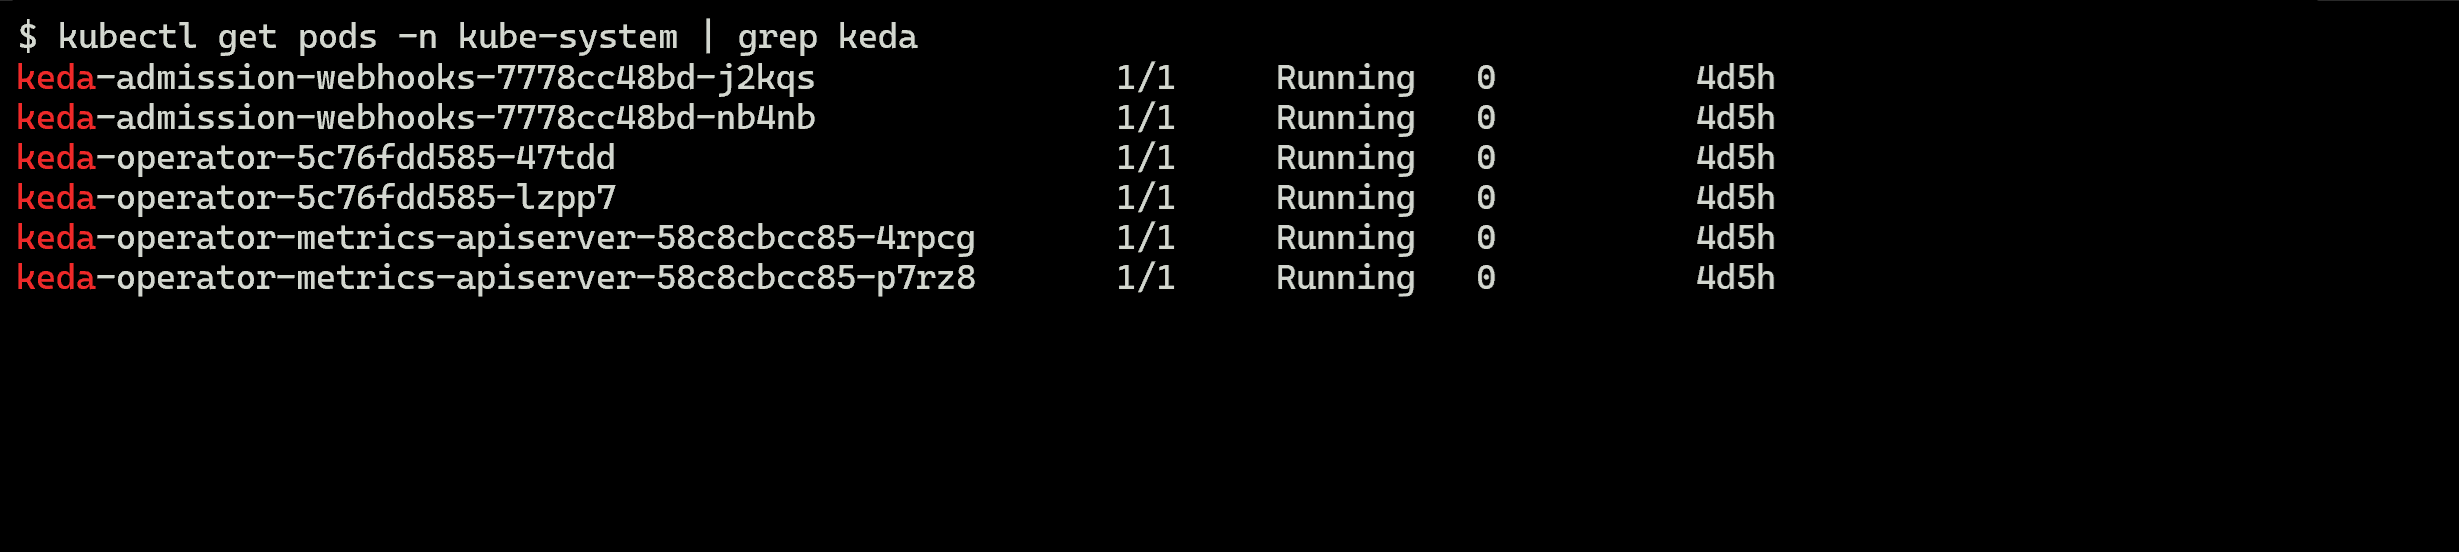 $ kubectl get pods -n kube-system | grep keda
keda-admission-webhooks-7778cc48bd-j2kqs 1/1 Running 0 4d5h
keda-admission-webhooks-7778cc48bd-nb4nb 1/1 Running 0 4d5h
keda-operator-5c76fdd585-47tdd 1/1 Running 0 4d5h
keda-operator-5c76fdd585-lzpp7 1/1 Running 0 4d5h
keda-operator-metrics-apiserver-58c8cbcc85-4rpcg 1/1 Running 0 4d5h
keda-operator-metrics-apiserver-58c8cbcc85-p7rz8 1/1 Running 0 4d5h